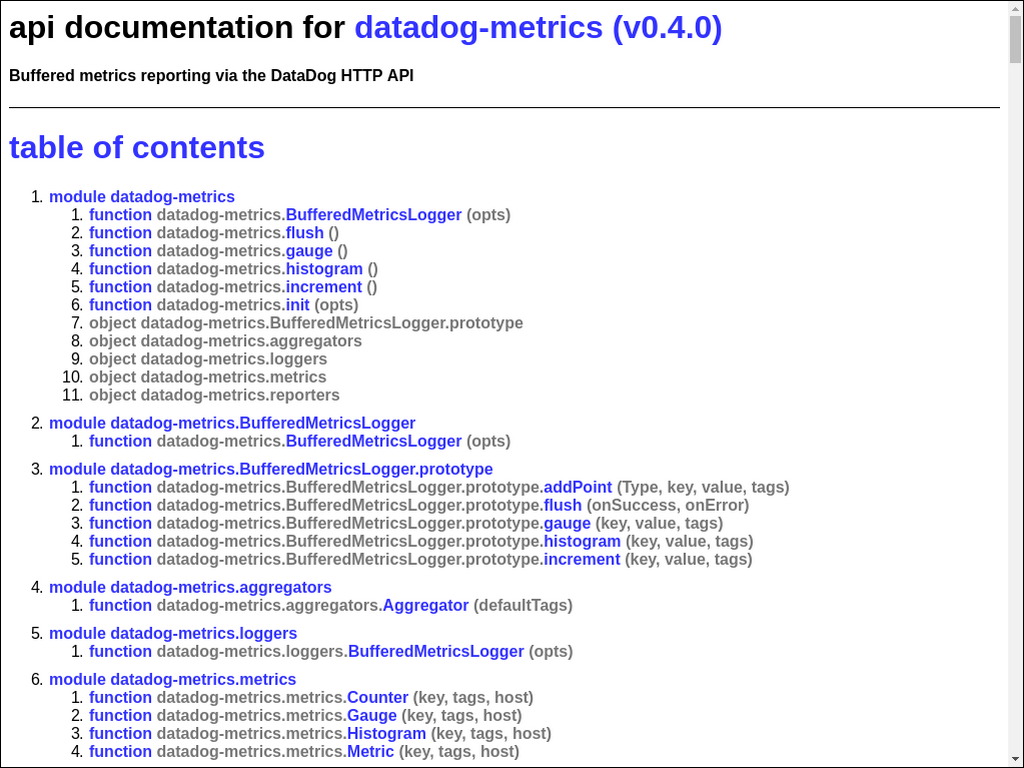 api documentation for datadog-metrics (v0.4.0)
Buffered metrics reporting via the DataDog HTTP API
table of contents
1. module datadog-metrics
1. function datadog-metrics.BufferedMetricsLogger (opts)
2. function datadog-metrics.flush ()
3. function datadog-metrics.gauge ()
4. function datadog-metrics.histogram ()
5. function datadog-metrics.increment ()
6. function datadog-metrics.init (opts)
7. object datadog-metrics.BufferedMetricsLogger.prototype
8. object datadog-metrics.aggregators
9. object datadog-metrics.loggers
10. object datadog-metrics.metrics
11. object datadog-metrics.reporters
2. module datadog-metrics.BufferedMetricsLogger
1. function datadog-metrics.BufferedMetricsLogger (opts)
3. module datadog-metrics.BufferedMetricsLogger.prototype
1. function datadog-metrics.BufferedMetricsLogger.prototype.addPoint (Type, key, value, tags)
2. function datadog-metrics.BufferedMetricsLogger.prototype.flush (onSuccess, onError)
3. function datadog-metrics.BufferedMetricsLogger.prototype.gauge (key, value, tags)
4. function datadog-metrics.BufferedMetricsLogger.prototype.histogram (key, value, tags)
5. function datadog-metrics.BufferedMetricsLogger.prototype.increment (key, value, tags)
4. module datadog-metrics.aggregators
1. function datadog-metrics.aggregators.Aggregator (defaultTags)
5. module datadog-metrics.loggers
1. function datadog-metrics.loggers.BufferedMetricsLogger (opts)
6. module datadog-metrics.metrics
1. function datadog-metrics.metrics.Counter (key, tags, host)
2. function datadog-metrics.metrics.Gauge (key, tags, host)
3. function datadog-metrics.metrics.Histogram (key, tags, host)
4. function datadog-metrics.metrics.Metric (key, tags, host)